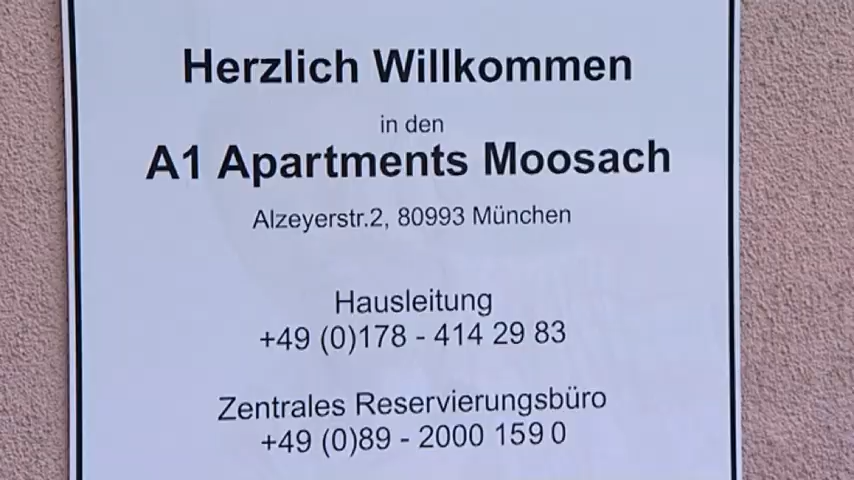 Herzlich Willkommen
in den
A1 Apartments Moosach
Alzeyerstr.2, 80993 München
Hausleitung
+49 (0)178 - 414 29 83
Zentrales Reservierungsbüro
+49 (0)89 - 2000 159 0